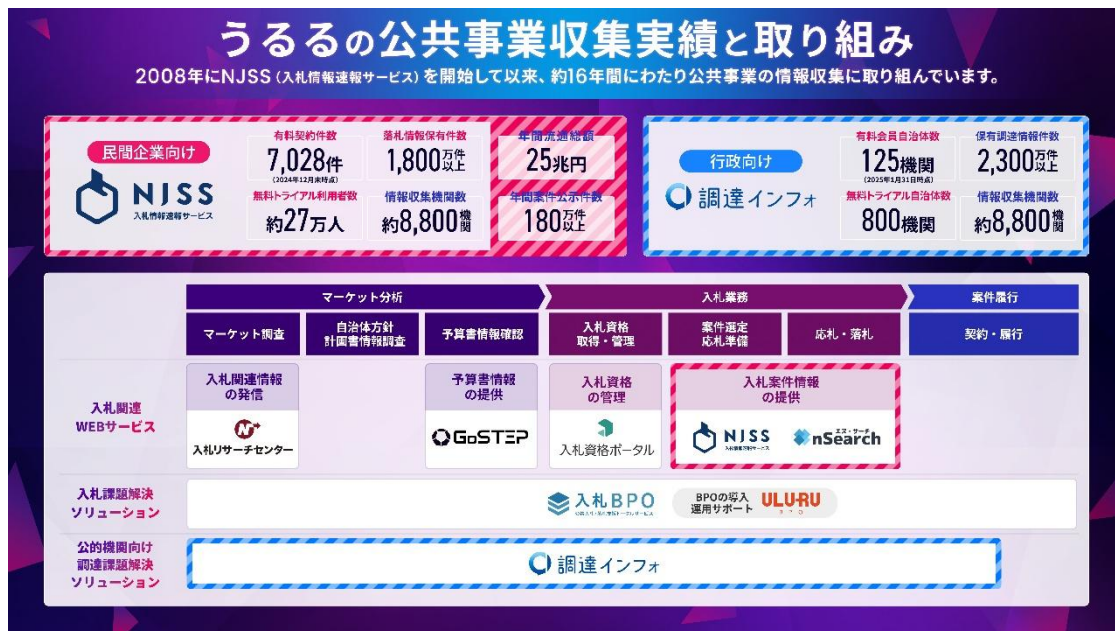 うるるの公共事業収集実績と取り組み
2008年にNJSS(入札情報速報サービス)を開始して以来、約16年間にわたり公共事業の情報収集に取り組んでいます。
民間企業向け
NJSS
入札情報速報サービス
有料契約件数
7,028件
(2024年12月末時点)
落札情報保有件数
1,800万件以上
年間流通総額
25兆円
無料トライアル利用者数
約27万人
情報収集機関数
約8,800機関
年間案件公示件数
180万件以上
行政向け
調達インフォ
有料会員自治体数
125機関
(2025年1月31日時点)
保有調達情報件数
2,300万件以上
無料トライアル自治体数
800機関
情報収集機関数
約8,800機関
マーケット分析
入札業務
案件履行
マーケット調査
自治体方針
計画書情報調査
予算書情報確認
入札資格
取得・管理
案件選定
応札準備
応札・落札
契約・履行
入札関連
WEBサービス
入札関連情報
の発信
入札リサーチセンター
予算書情報
の提供
GoSTEP
入札資格
の管理
入札資格ポータル
入札案件情報
の提供
NJSS
入札情報速報サービス
エヌ・サーチ
nSearch
入札課題解決
ソリューション
入札BPO
BPOの導入
運用サポート
ULURU
BPO
公的機関向け
調達課題解決
ソリューション
調達インフォ